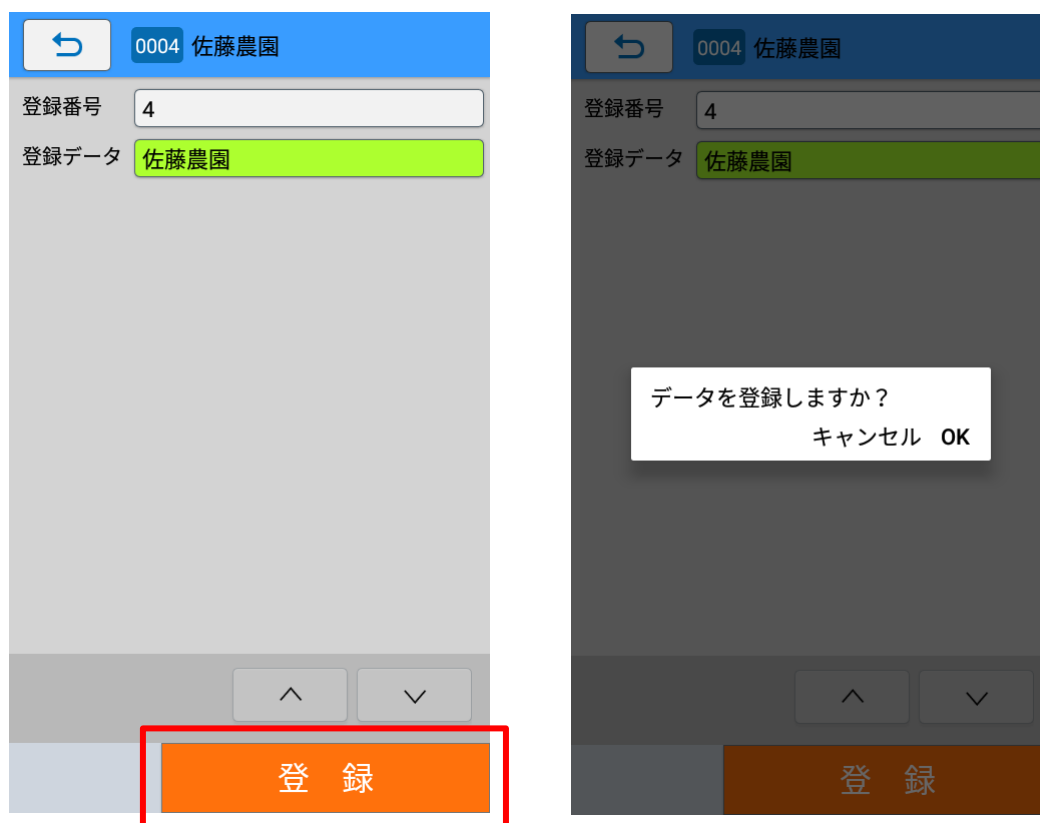 0004 佐藤農園
登録番号 4
登録データ 佐藤農園
登 録
0004 佐藤農園
登録番号 4
登録データ 佐藤農園
データを登録しますか？
キャンセル OK
登 録